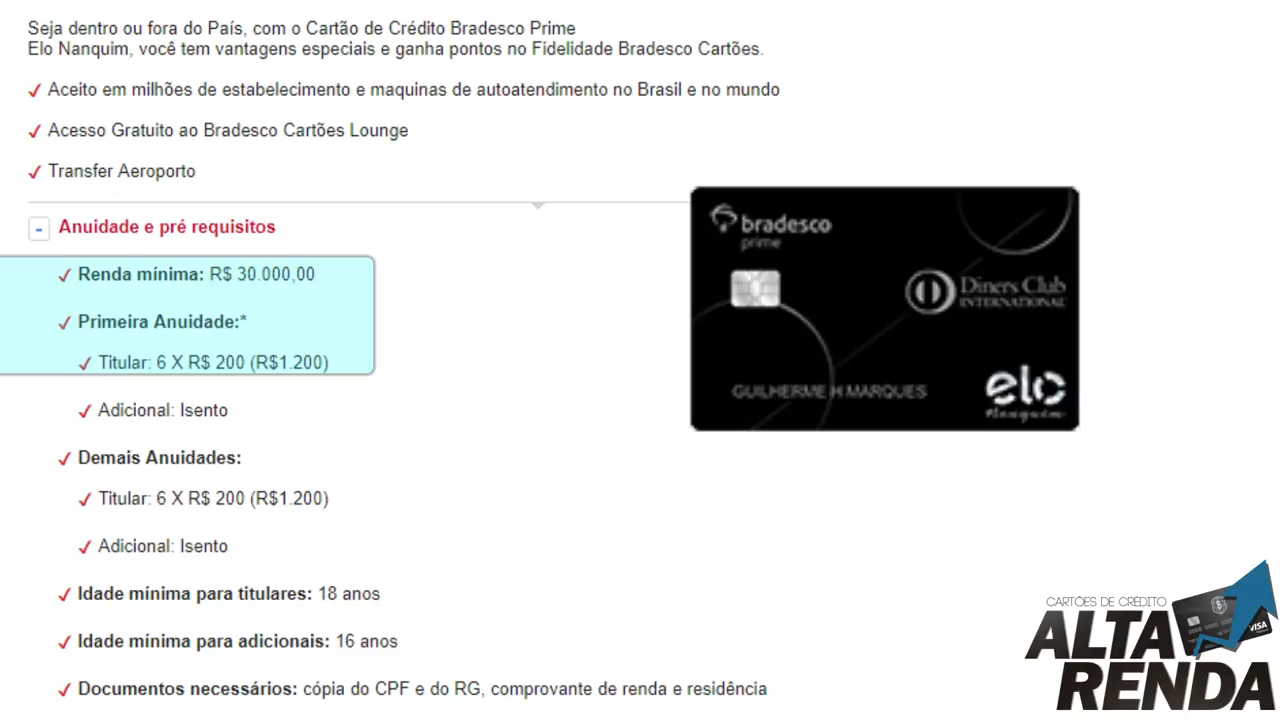 Seja dentro ou fora do País, com o Cartão de Crédito Bradesco Prime
Elo Nanquim, você tem vantagens especiais e ganha pontos no Fidelidade Bradesco Cartões.
Aceito em milhões de estabelecimento e maquinas de autoatendimento no Brasil e no mundo
Acesso Gratuito ao Bradesco Cartões Lounge
Transfer Aeroporto
Anuidade e pré requisitos
Renda mínima: R$ 30.000,00
Primeira Anuidade:*
Titular: 6 X R$ 200 (R$1.200)
Adicional: Isento
Demais Anuidades:
Titular: 6 X R$ 200 (R$1.200)
Adicional: Isento
Idade mínima para titulares: 18 anos
Idade mínima para adicionais: 16 anos
Documentos necessários: cópia do CPF e do RG, comprovante de renda e residência
bradesco
prime
Diners Club
INTERNATIONAL
GUILHERME H MARQUES
elo
Nanquim
CARTÕES DE CRÉDITO
ALTA
RENDA
VISA